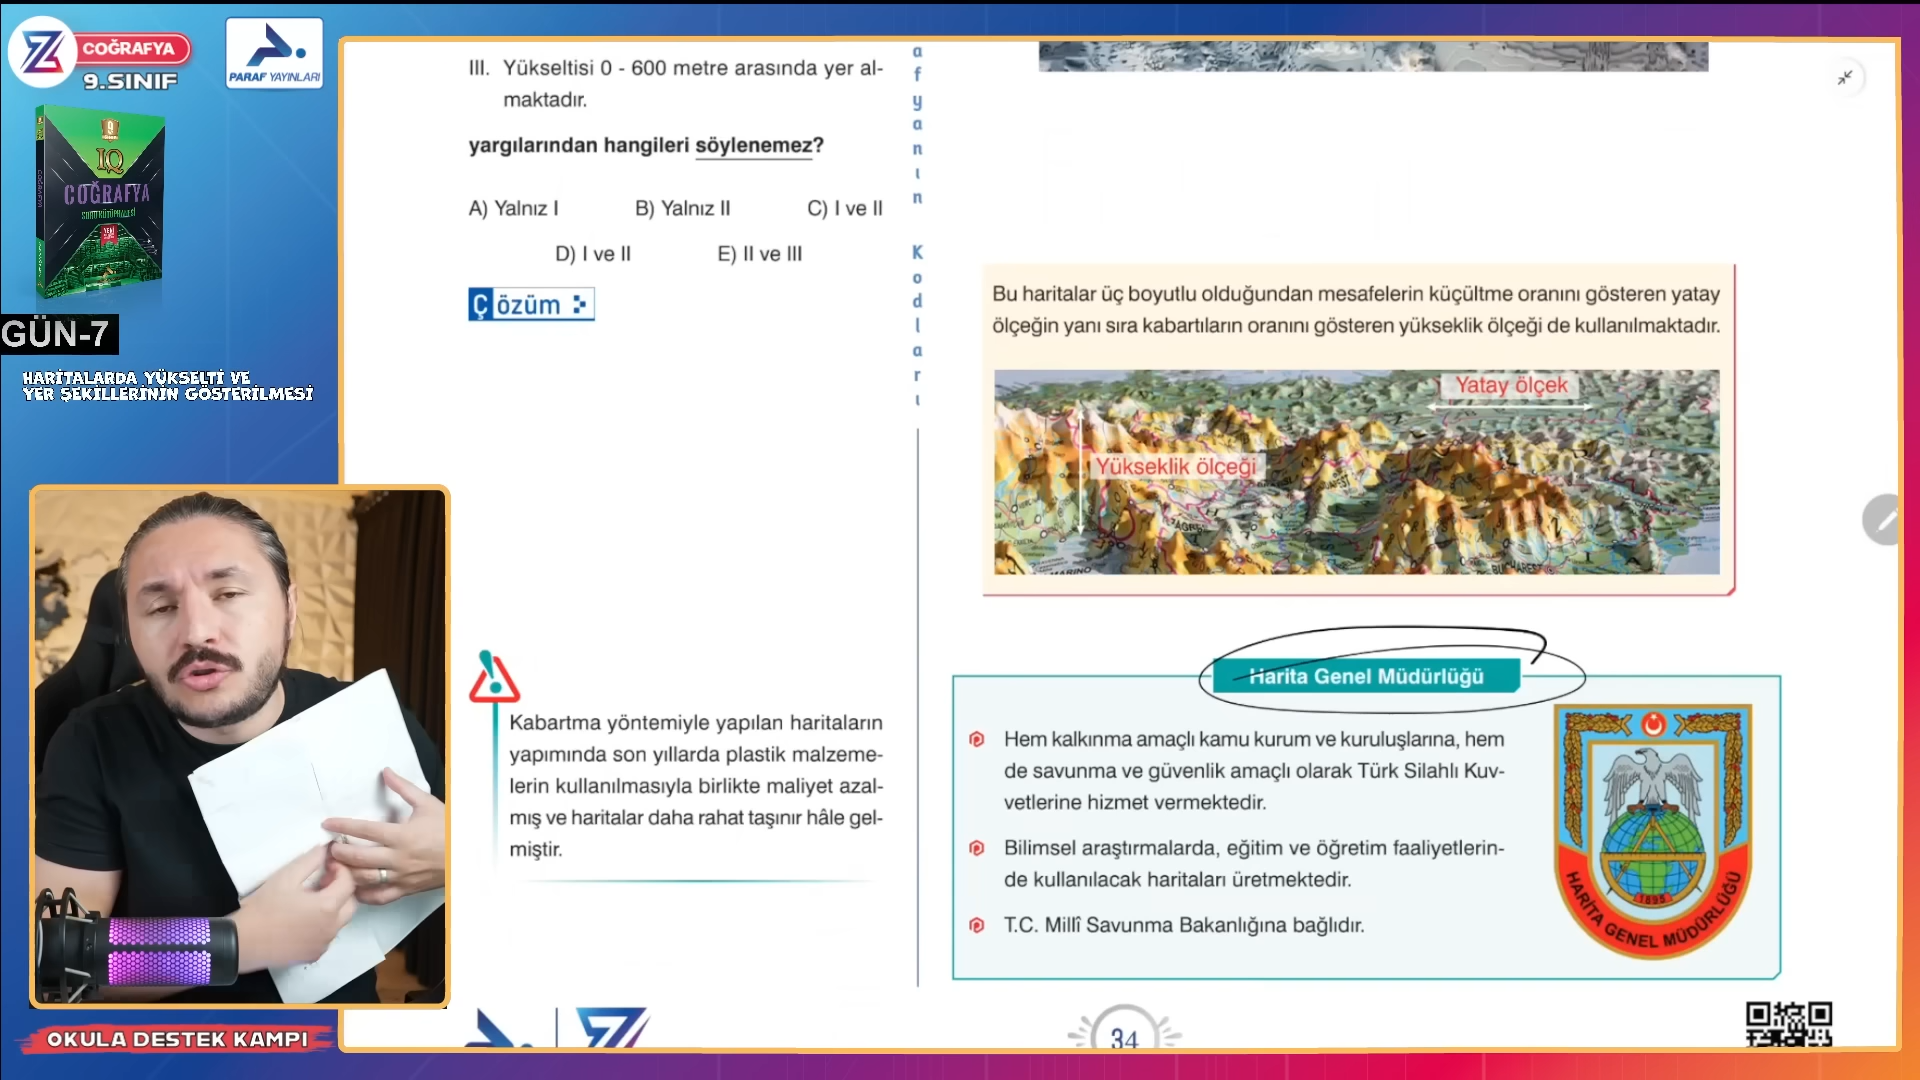 COĞRAFYA
9.SINIF
PARAF YAYINLARI
IQ
COĞRAFYA
GÜN-7
HARİTALARDA YÜKSELTİ VE
YER ŞEKİLLERİNİN GÖSTERİLMESİ
OKULA DESTEK KAMPI
III. Yükseltisi 0 - 600 metre arasında yer al-
maktadır.
yargılarından hangileri söylenemez?
A) Yalnız I B) Yalnız II C) I ve II
D) I ve II E) II ve III
Çözüm
Kabartma yöntemiyle yapılan haritaların
yapımında son yıllarda plastik malzeme-
lerin kullanılmasıyla birlikte maliyet azal-
mış ve haritalar daha rahat taşınır hâle gel-
miştir.
a
f
y
a
n
ı
n
K
o
d
l
a
r
ı
Bu haritalar üç boyutlu olduğundan mesafelerin küçültme oranını gösteren yatay
ölçeğin yanı sıra kabartıların oranını gösteren yükseklik ölçeği de kullanılmaktadır.
Yatay ölçek
Yükseklik ölçeği
Harita Genel Müdürlüğü
Hem kalkınma amaçlı kamu kurum ve kuruluşlarına, hem
de savunma ve güvenlik amaçlı olarak Türk Silahlı Kuv-
vetlerine hizmet vermektedir.
Bilimsel araştırmalarda, eğitim ve öğretim faaliyetlerin-
de kullanılacak haritaları üretmektedir.
T.C. Millî Savunma Bakanlığına bağlıdır.
1895
HARİTA GENEL MÜDÜRLÜĞÜ
34